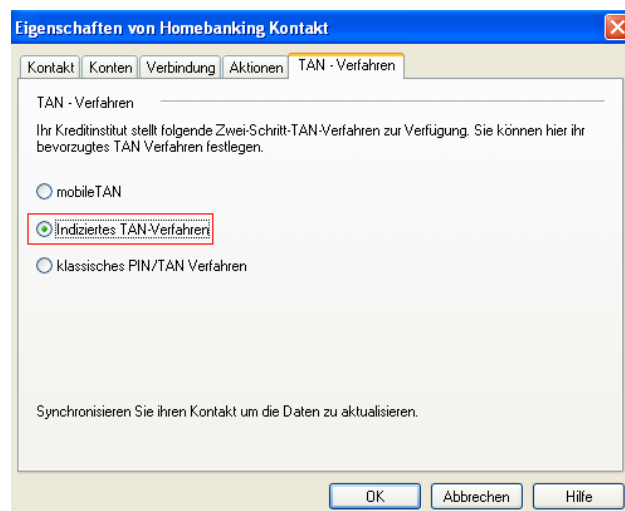 Eigenschaften von Homebanking Kontakt
Kontakt Konten Verbindung Aktionen TAN - Verfahren
TAN - Verfahren
Ihr Kreditinstitut stellt folgende Zwei-Schritt-TAN-Verfahren zur Verfügung. Sie können hier ihr
bevorzugtes TAN Verfahren festlegen.
mobileTAN
Indiziertes TAN-Verfahren
klassisches PIN/TAN Verfahren
Synchronisieren Sie ihren Kontakt um die Daten zu aktualisieren.
OK Abbrechen Hilfe